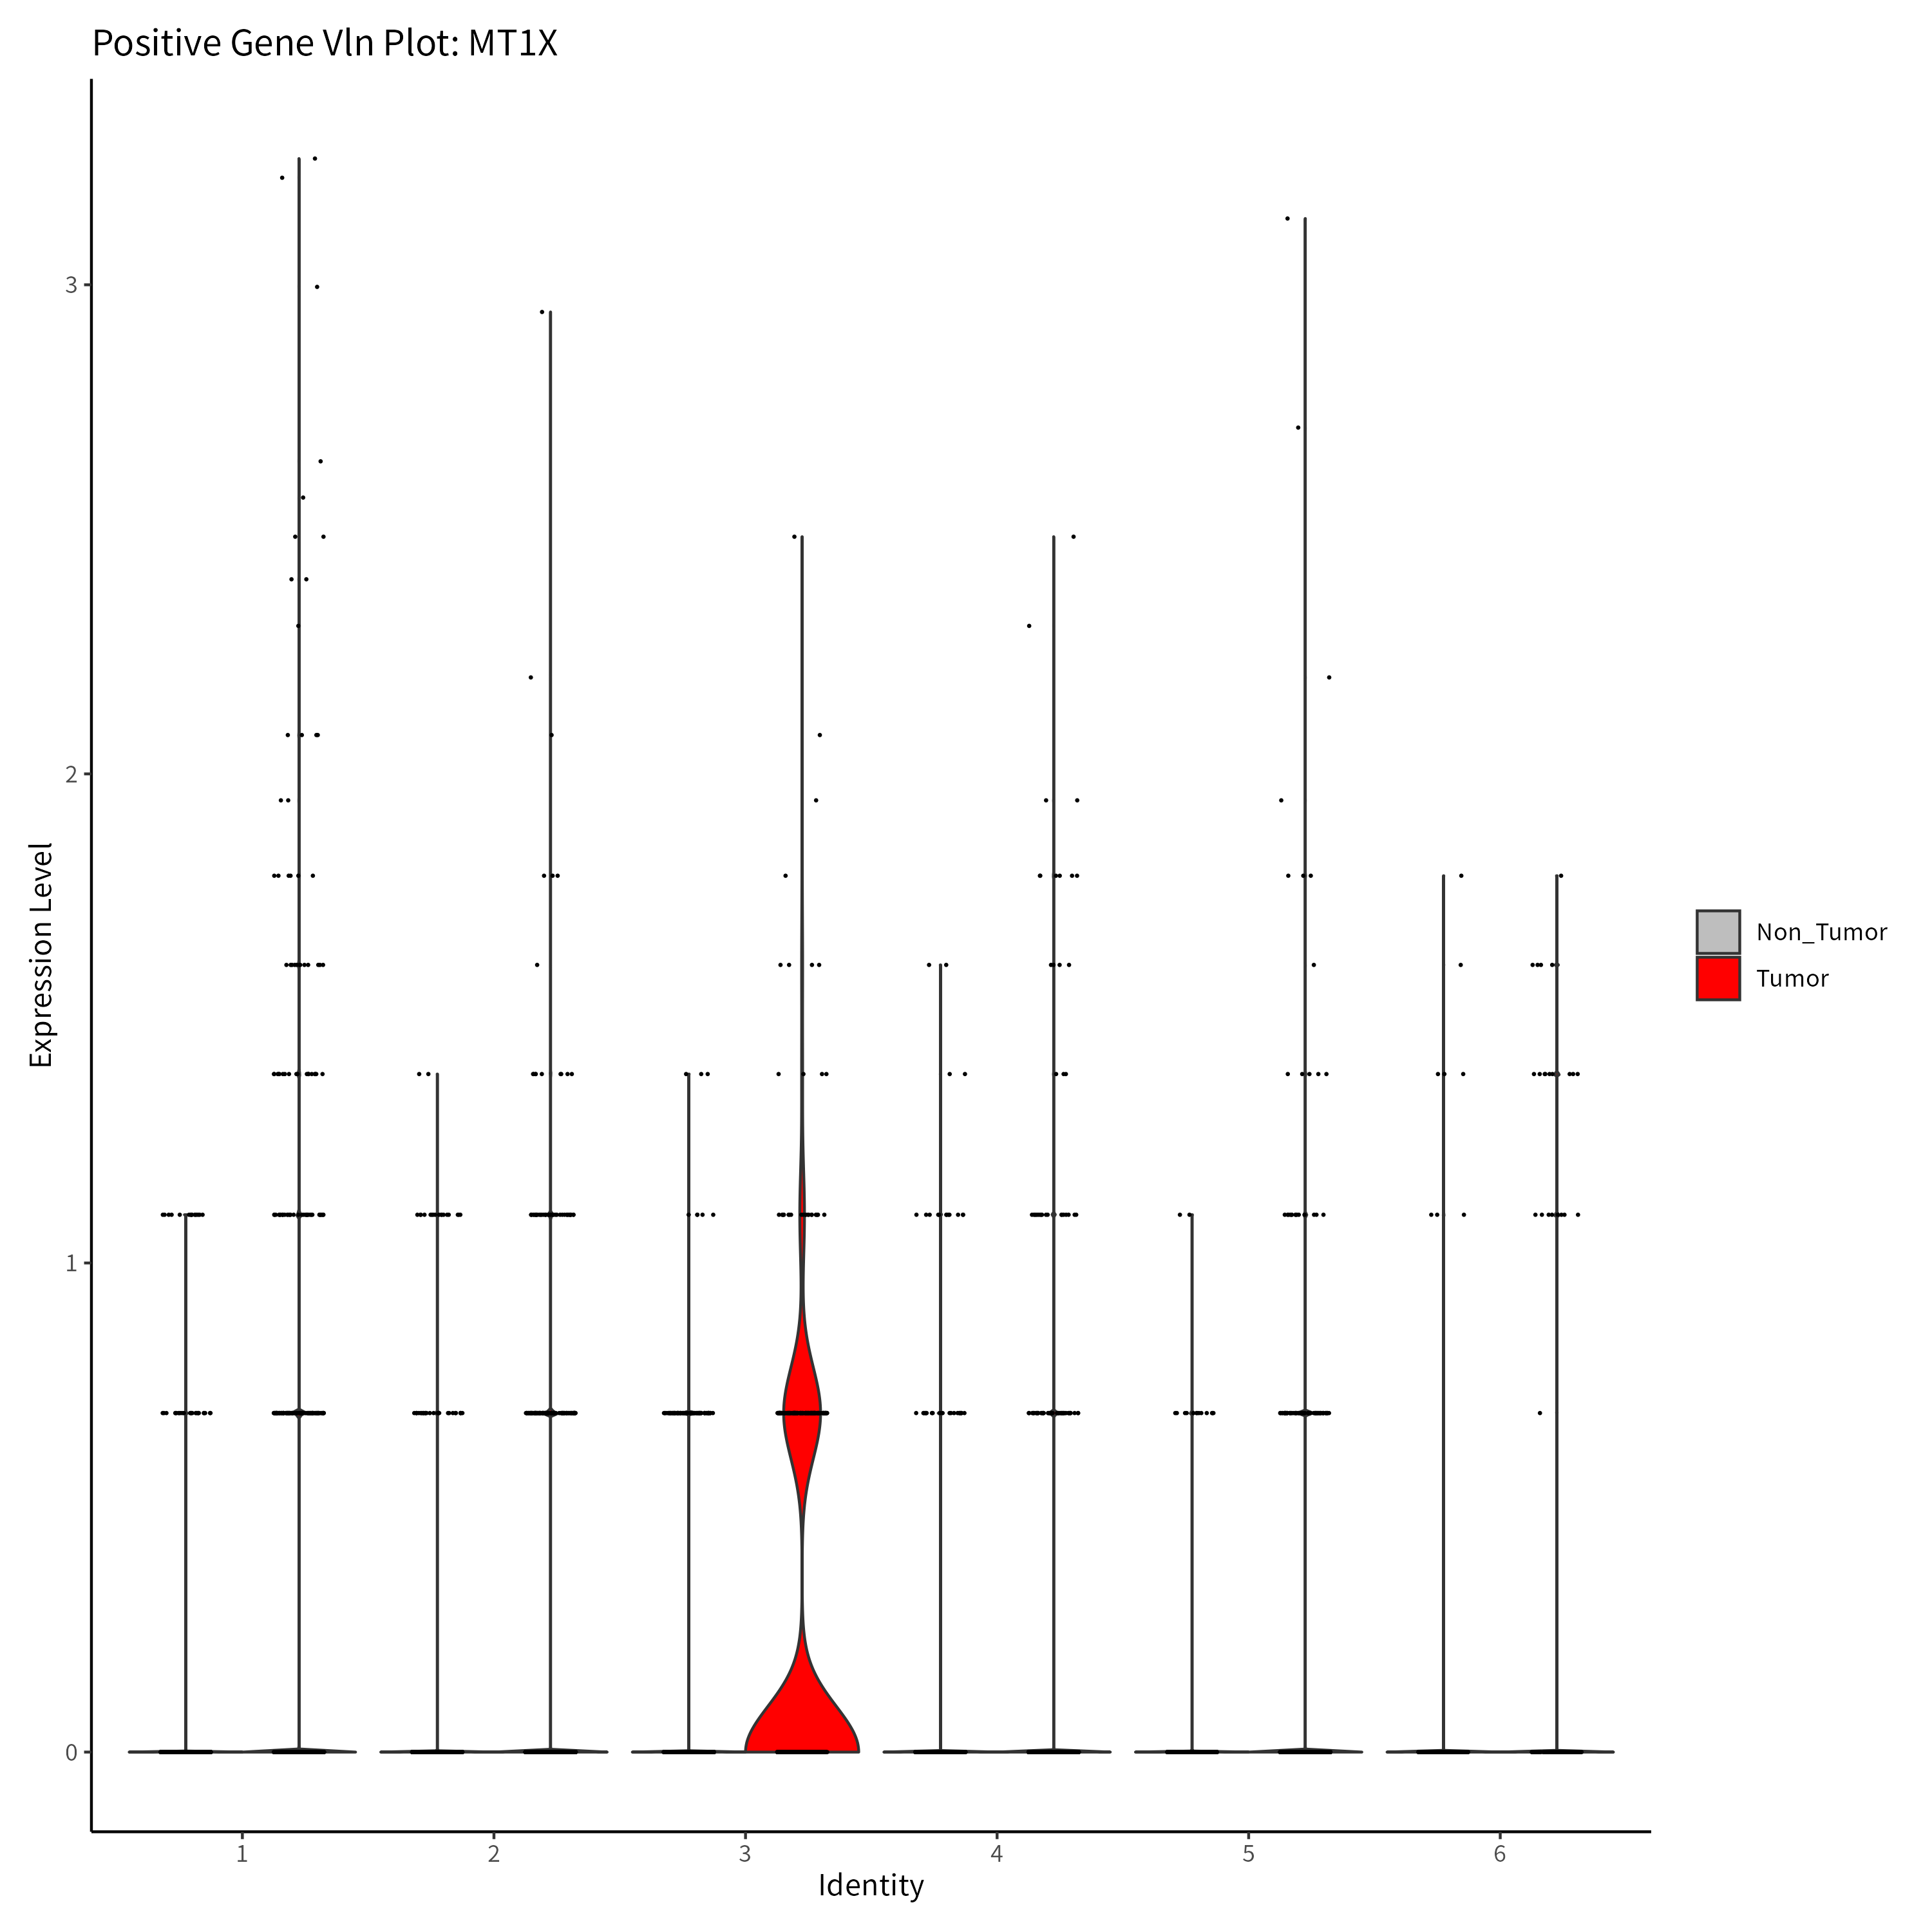 Positive Gene Vln Plot: MT1X
Expression Level
3
2
1
0
1 2 3 4 5 6
Identity
Non_Tumor
Tumor